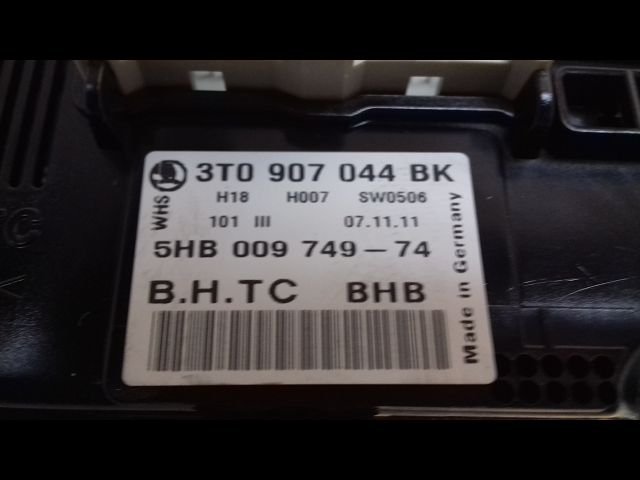 3T0 907 044 BK
H18 H007 SW0506
101 III 07.11.11
5HB 009 749-74
B.H.TC BHB
WHS
Made in Germany